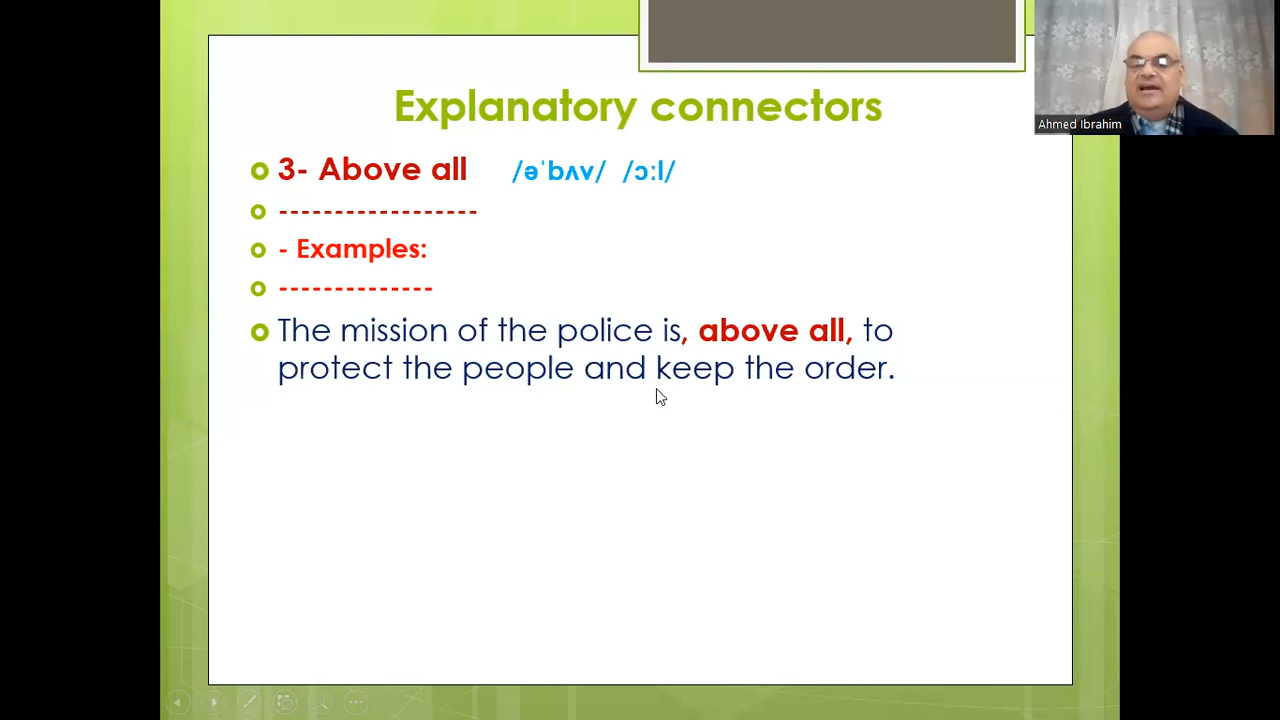 Explanatory connectors
3- Above all /əˈbʌv/ /ɔːl/
------------------
- Examples:
--------------
The mission of the police is, above all, to
protect the people and keep the order.
Ahmed Ibrahim